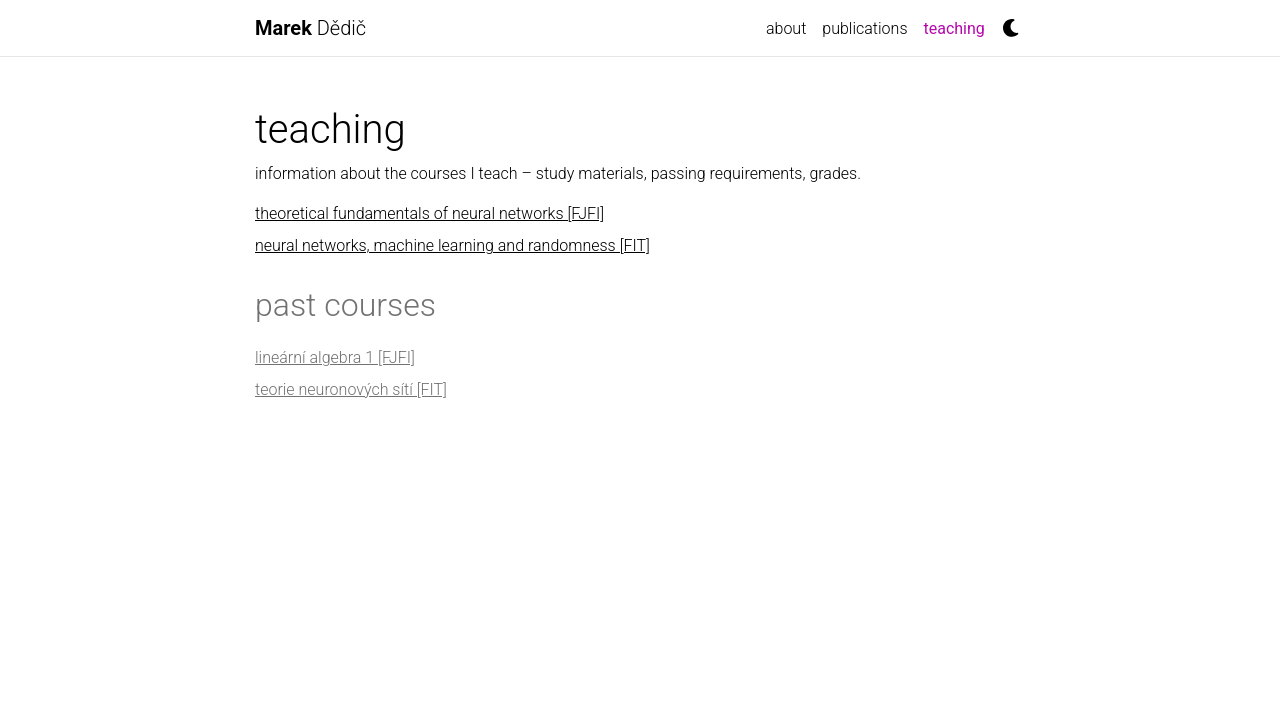 Marek Dědič
about publications teaching
teaching
information about the courses I teach – study materials, passing requirements, grades.
theoretical fundamentals of neural networks [FJFI]
neural networks, machine learning and randomness [FIT]
past courses
lineární algebra 1 [FJFI]
teorie neuronových sítí [FIT]